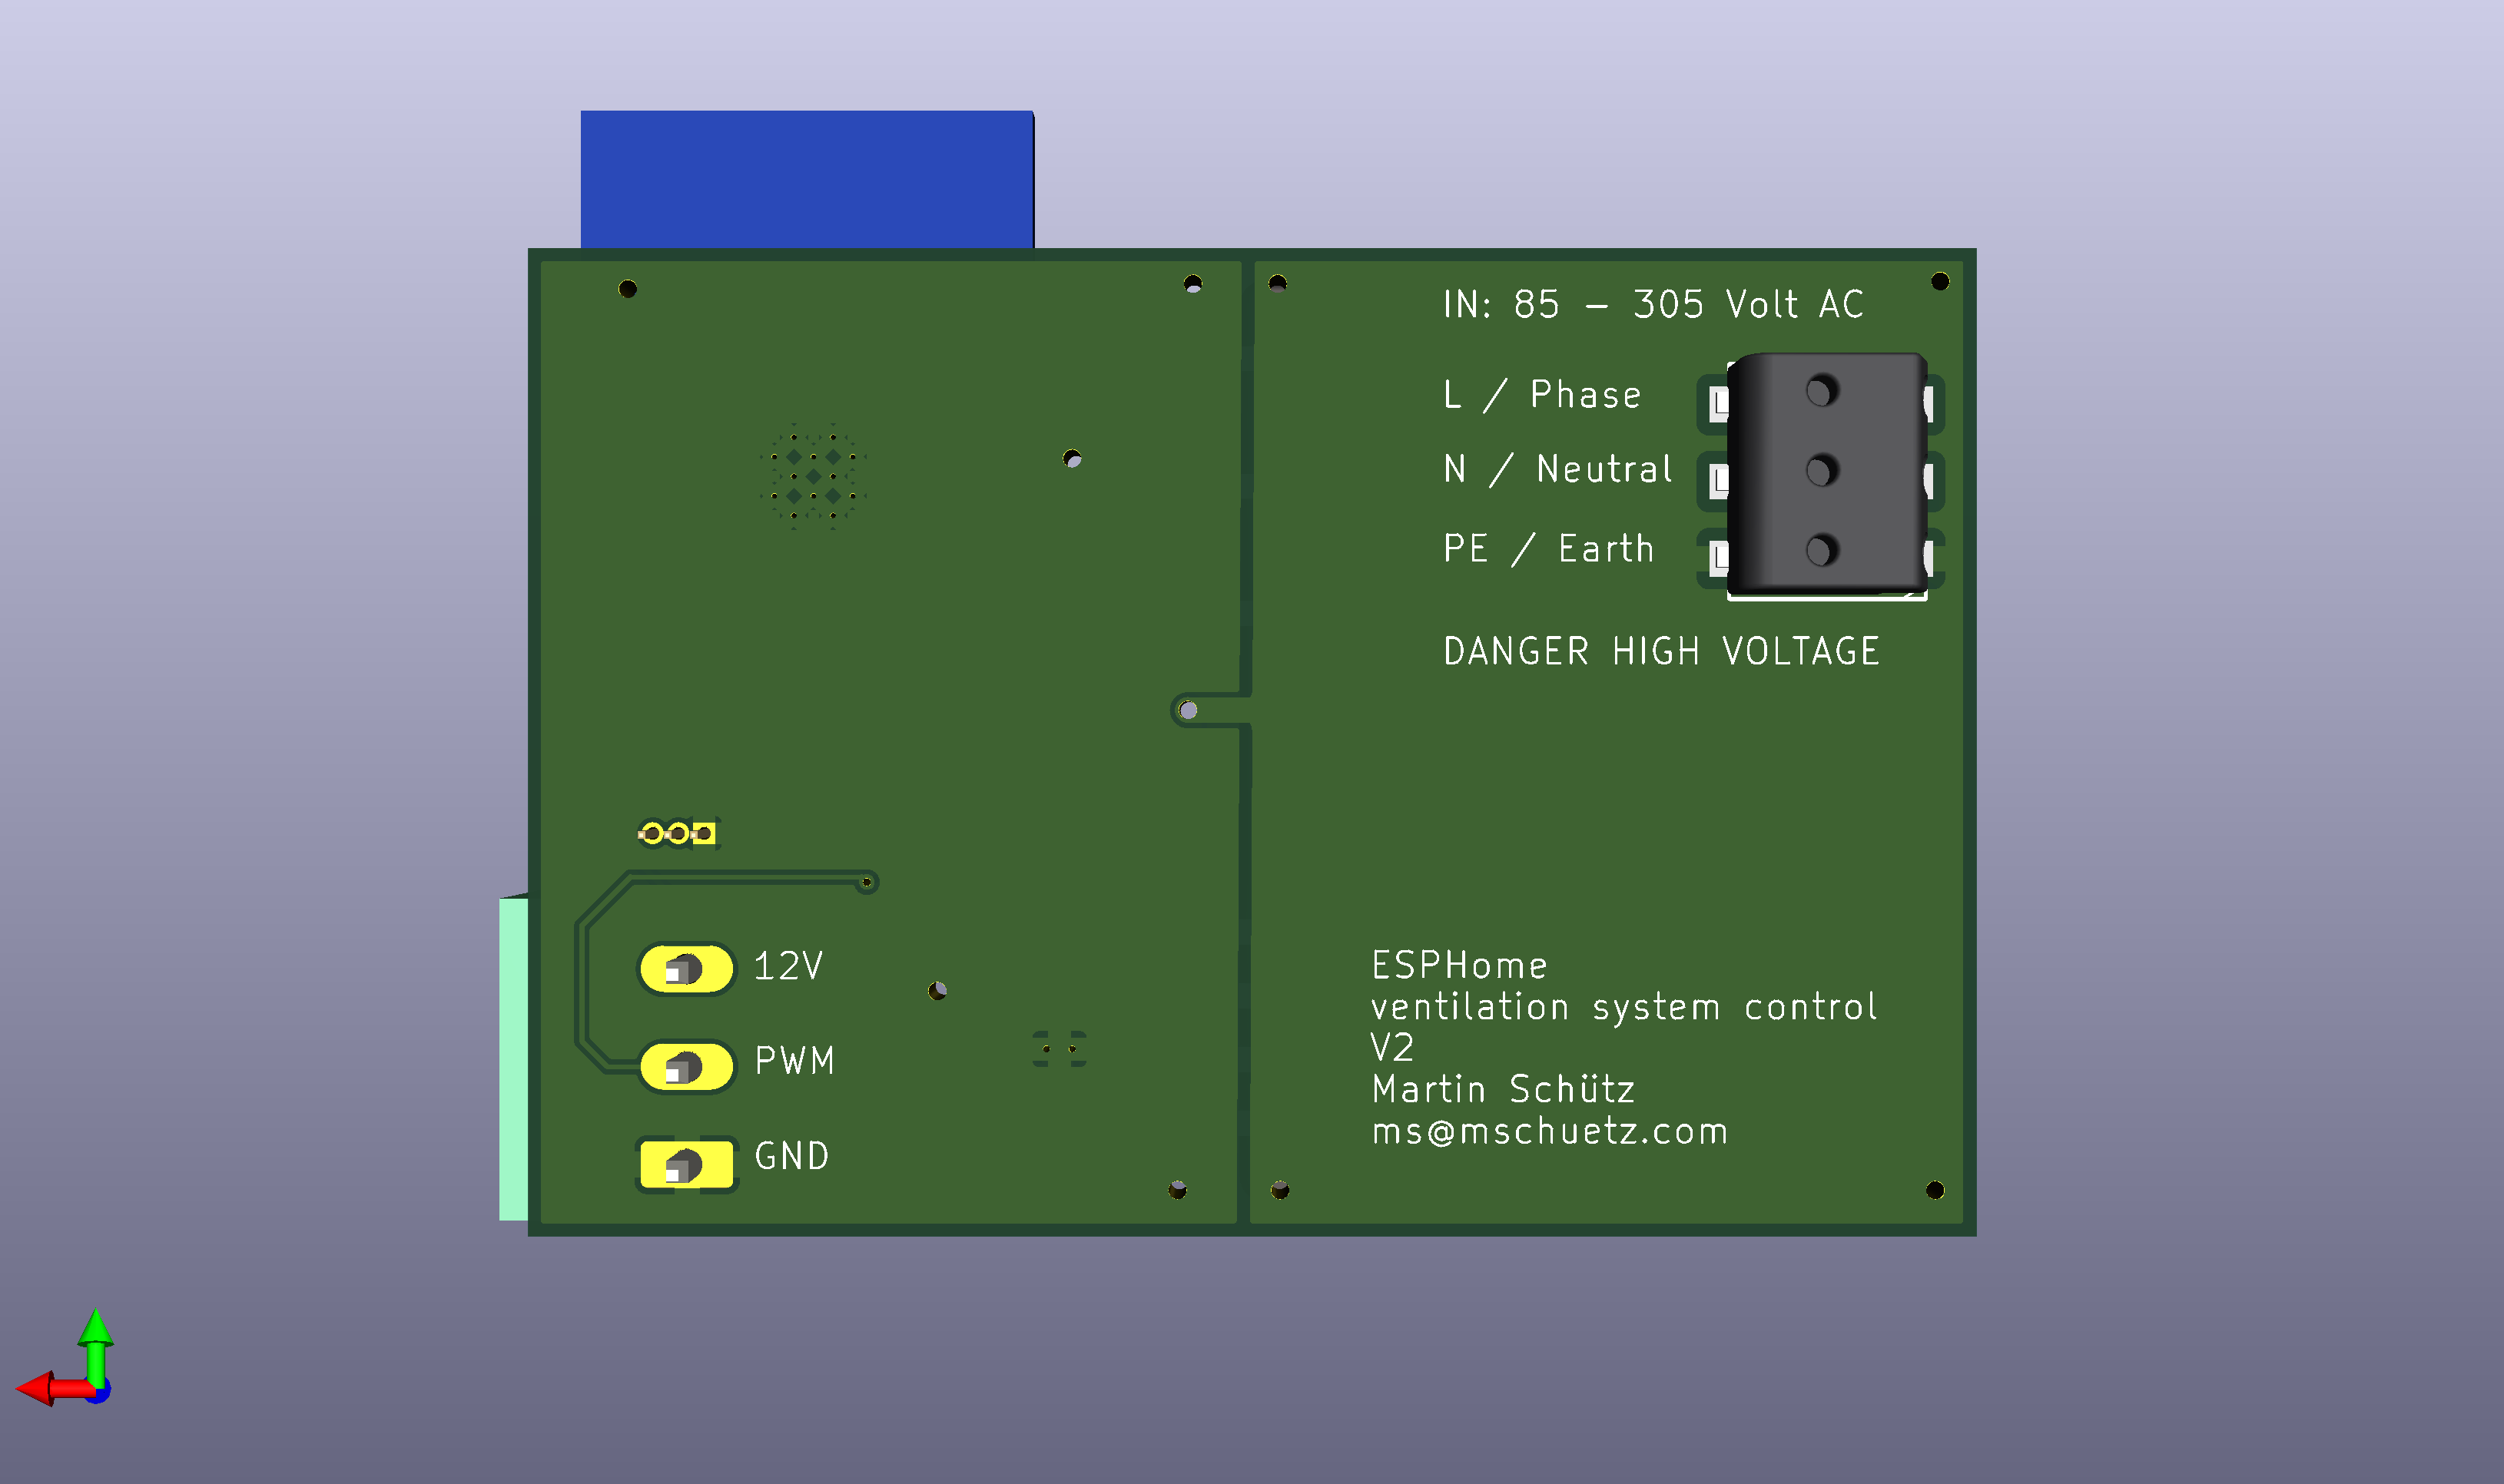 IN: 85 - 305 Volt AC
L / Phase
N / Neutral
PE / Earth
DANGER HIGH VOLTAGE
12V
PWM
GND
ESPHome
ventilation system control
V2
Martin Schütz
ms@mschuetz.com